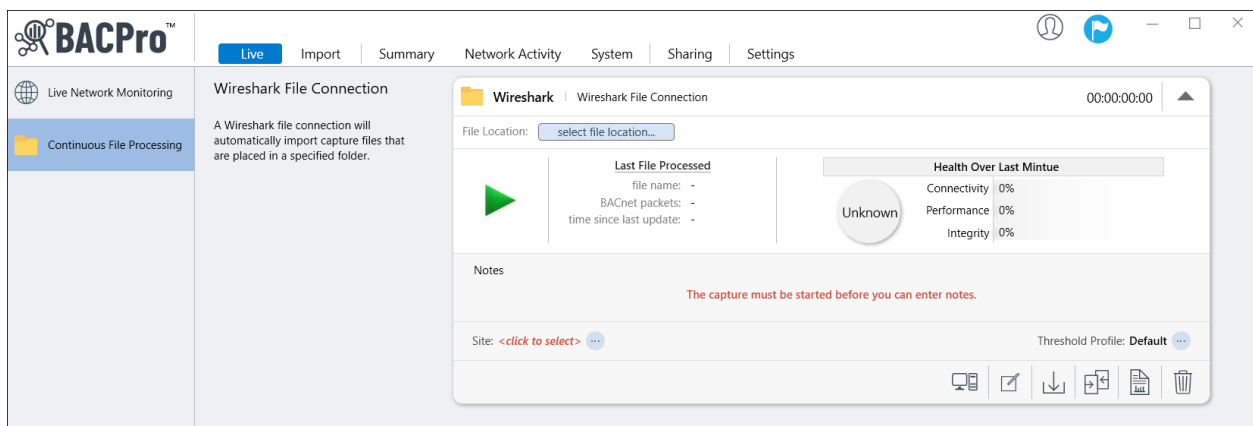 BACPro™
Live
Import
Summary
Network Activity
System
Sharing
Settings
Live Network Monitoring
Continuous File Processing
Wireshark File Connection
A Wireshark file connection will
automatically import capture files that
are placed in a specified folder.
Wireshark | Wireshark File Connection
00:00:00:00
File Location: select file location...
Last File Processed
file name: -
BACnet packets: -
time since last update: -
Health Over Last Mintue
Unknown
Connectivity 0%
Performance 0%
Integrity 0%
Notes
The capture must be started before you can enter notes.
Site: <click to select> ...
Threshold Profile: Default ...